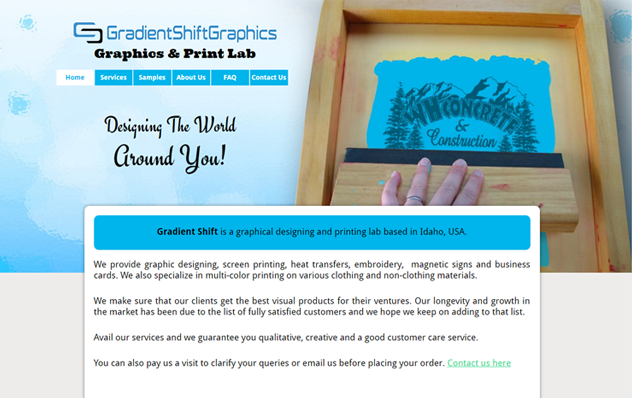 GradientShiftGraphics
Graphics & Print Lab
Home Services Samples About Us FAQ Contact Us
Designing The World
Around You!
WH CONCRETE
&
Construction
Gradient Shift is a graphical designing and printing lab based in Idaho, USA.
We provide graphic designing, screen printing, heat transfers, embroidery, magnetic signs and business
cards. We also specialize in multi-color printing on various clothing and non-clothing materials.
We make sure that our clients get the best visual products for their ventures. Our longevity and growth in
the market has been due to the list of fully satisfied customers and we hope we keep on adding to that list.
Avail our services and we guarantee you qualitative, creative and a good customer care service.
You can also pay us a visit to clarify your queries or email us before placing your order. Contact us here